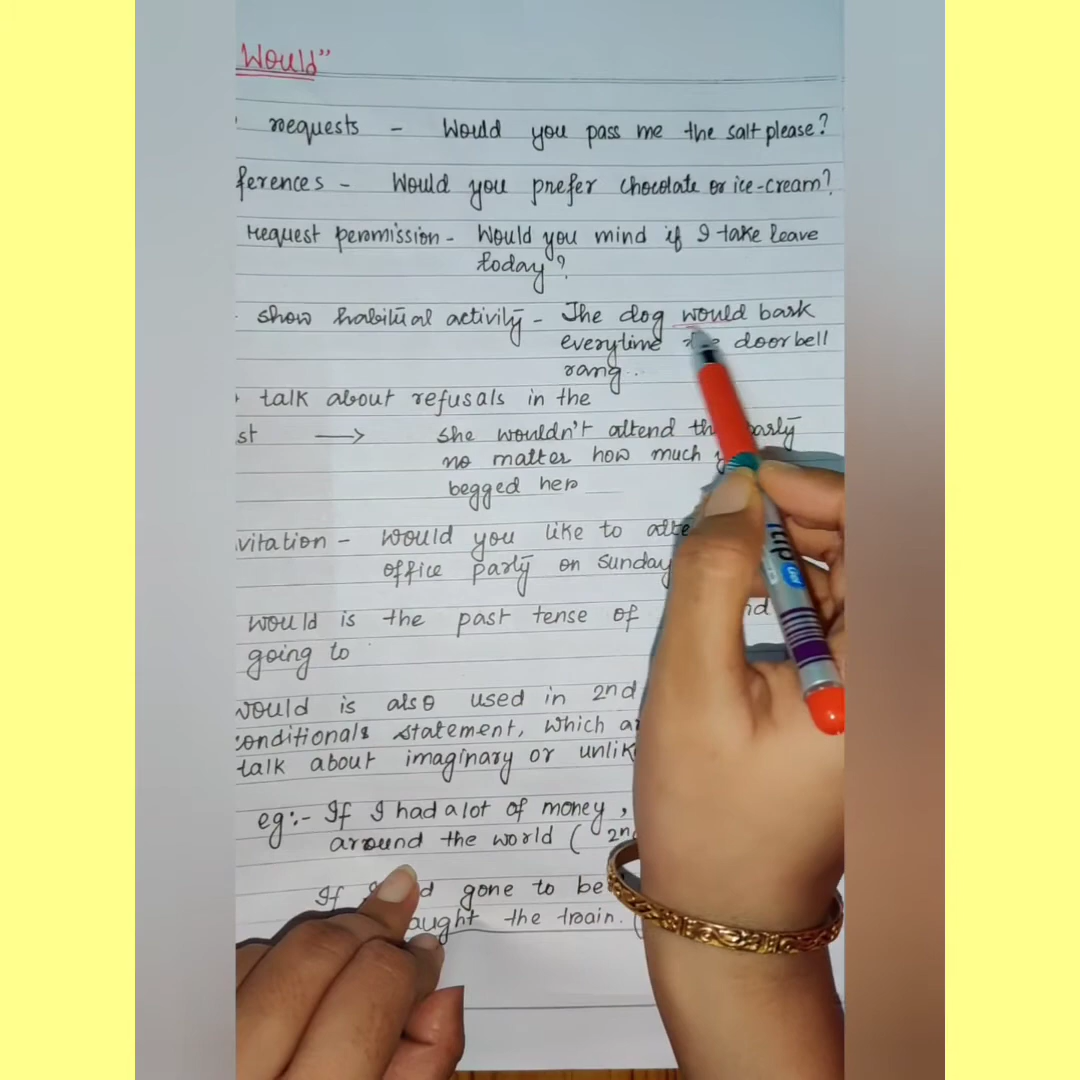 Would"
requests - Would you pass me the salt please?
ferences - Would you prefer chocolate or ice-cream?
request permission - Would you mind if I take leave
today?
show habitual activity - The dog would bark
everytime doorbell
rang..
talk about refusals in the
st → she wouldn't attend party
no matter how much
begged her
vitation - would you like to atte
office party on sunday
would is the past tense of nd
going to
would is also used in 2nd
conditionals statement, which a
talk about imaginary or unlik
eg:- If I had a lot of money,
around the world ( 2n
If d gone to be
aught the train. (